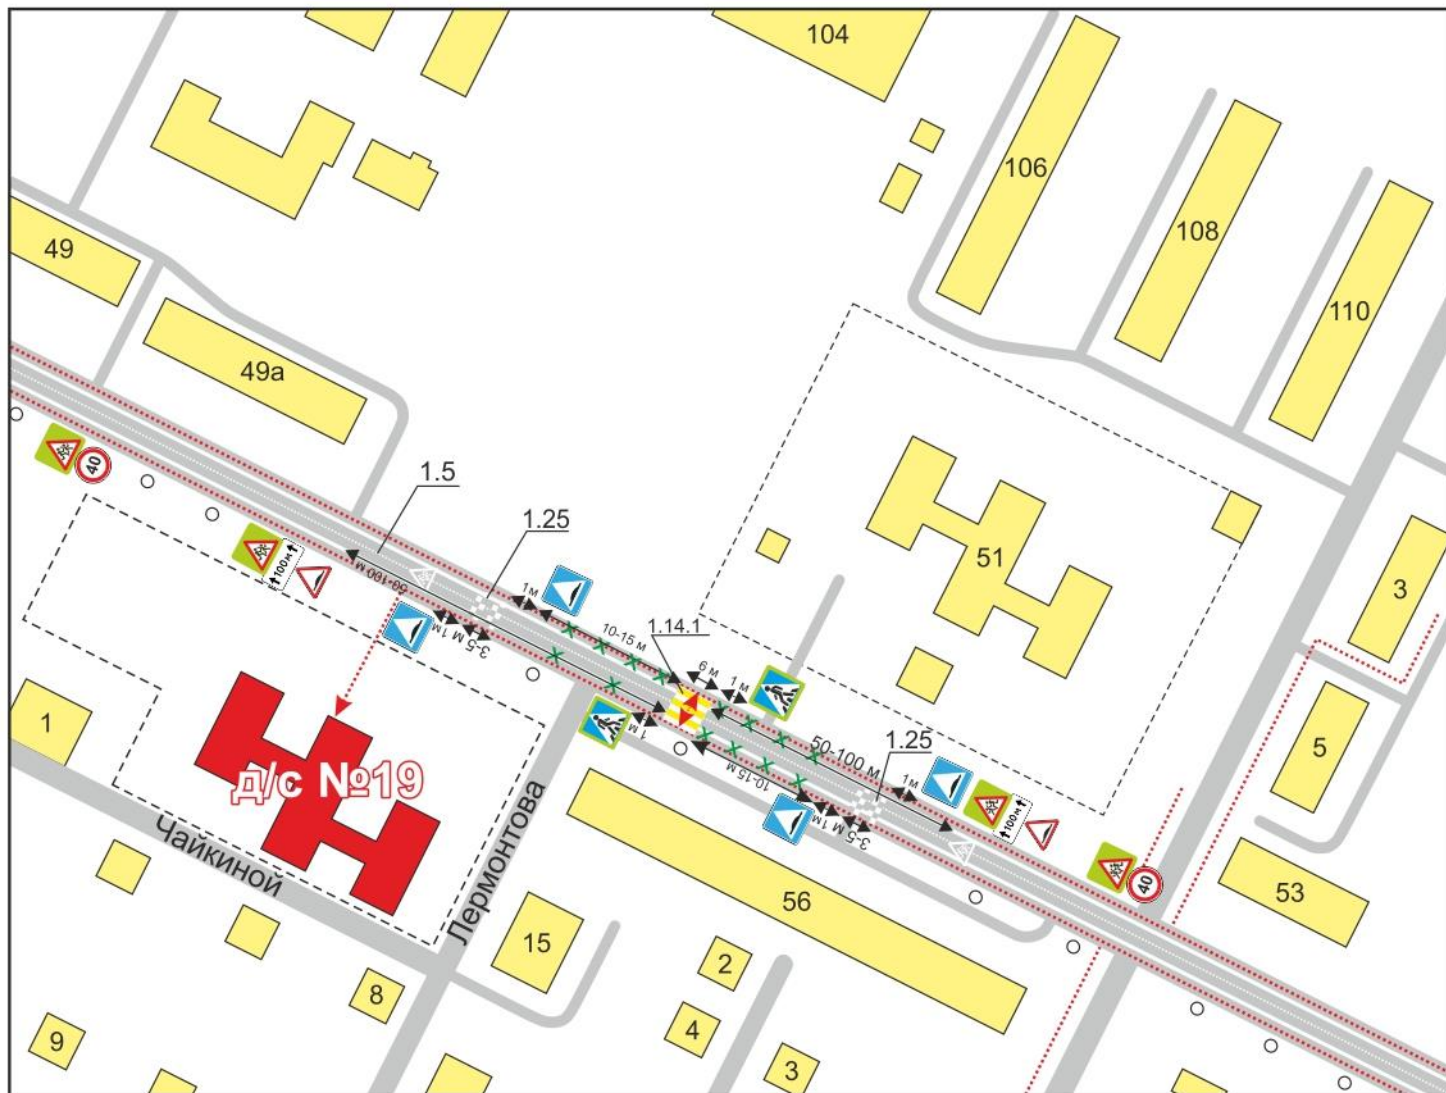 104
106
108
110
49
49а
1.5
1.25
40
100 м
50-100 м
1 м
10-15 м
1.14.1
6 м
1 м
51
3
1 м
3-5 м
1 м
50-100 м
1.25
1 м
5
1
д/с №19
10-15 м
1 м
3-5 м
100 м
40
53
Чайкиной
Лермонтова
56
15
2
8
4
9
3